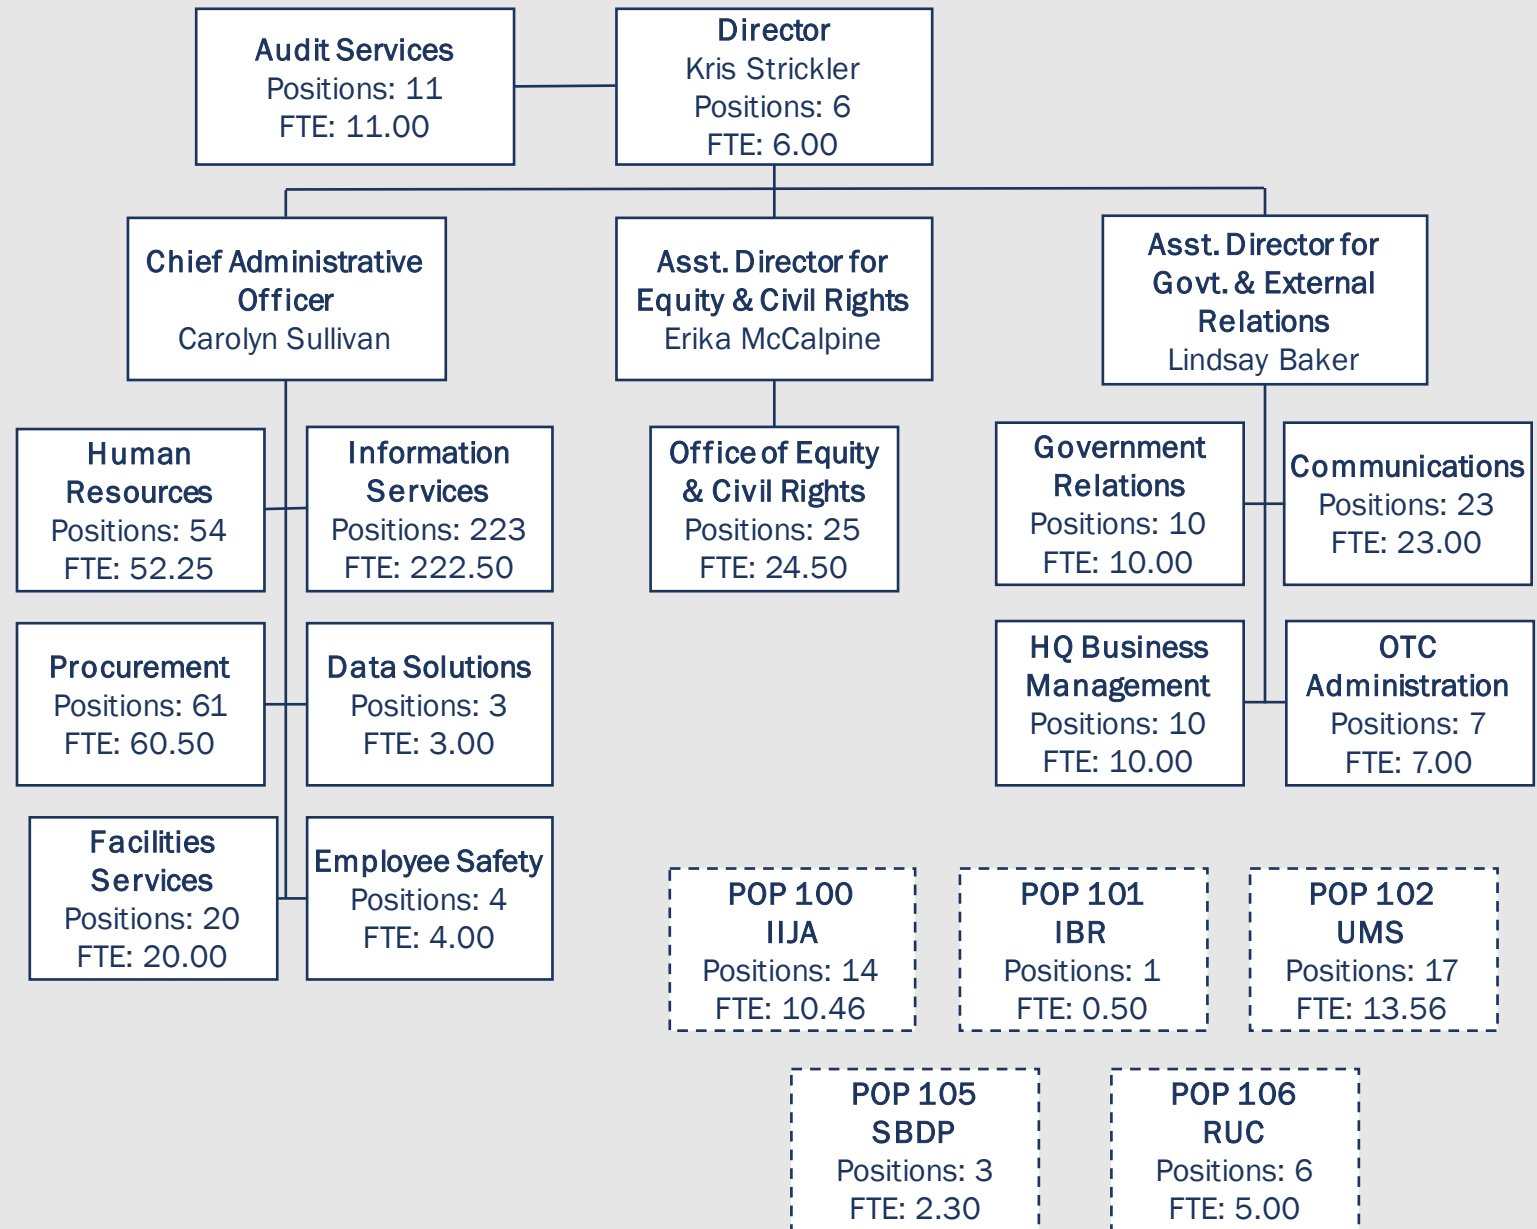 Audit Services
Positions: 11
FTE: 11.00
Director
Kris Strickler
Positions: 6
FTE: 6.00
Chief Administrative
Officer
Carolyn Sullivan
Asst. Director for
Equity & Civil Rights
Erika McCalpine
Asst. Director for
Govt. & External
Relations
Lindsay Baker
Human
Resources
Positions: 54
FTE: 52.25
Information
Services
Positions: 223
FTE: 222.50
Office of Equity
& Civil Rights
Positions: 25
FTE: 24.50
Government
Relations
Positions: 10
FTE: 10.00
Communications
Positions: 23
FTE: 23.00
Procurement
Positions: 61
FTE: 60.50
Data Solutions
Positions: 3
FTE: 3.00
HQ Business
Management
Positions: 10
FTE: 10.00
OTC
Administration
Positions: 7
FTE: 7.00
Facilities
Services
Positions: 20
FTE: 20.00
Employee Safety
Positions: 4
FTE: 4.00
POP 100
IIJA
Positions: 14
FTE: 10.46
POP 101
IBR
Positions: 1
FTE: 0.50
POP 102
UMS
Positions: 17
FTE: 13.56
POP 105
SBDP
Positions: 3
FTE: 2.30
POP 106
RUC
Positions: 6
FTE: 5.00